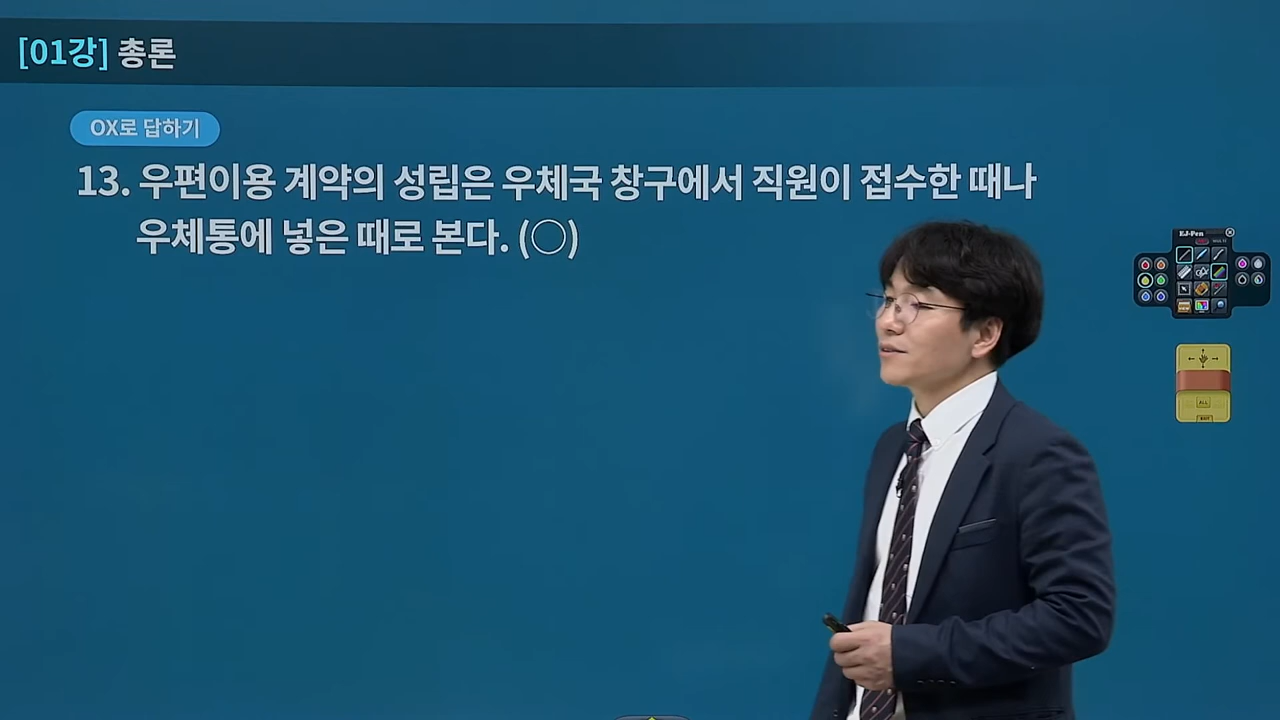 [01강] 총론
OX로 답하기
13. 우편이용 계약의 성립은 우체국 창구에서 직원이 접수한 때나
우체통에 넣은 때로 본다. (○)
EJ-Pen
ALL
EXIT